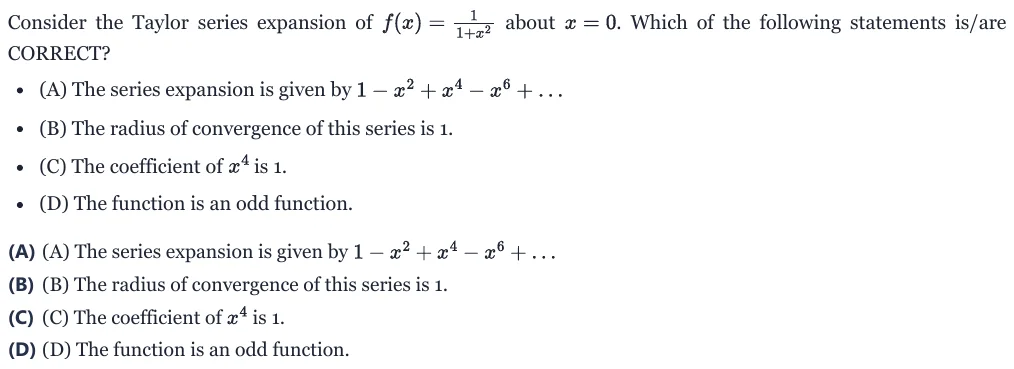 Consider the Taylor series expansion of f(x) = 1/(1+x²) about x = 0. Which of the following statements is/are
CORRECT?
• (A) The series expansion is given by 1 − x² + x⁴ − x⁶ + …
• (B) The radius of convergence of this series is 1.
• (C) The coefficient of x⁴ is 1.
• (D) The function is an odd function.
(A) (A) The series expansion is given by 1 − x² + x⁴ − x⁶ + …
(B) (B) The radius of convergence of this series is 1.
(C) (C) The coefficient of x⁴ is 1.
(D) (D) The function is an odd function.